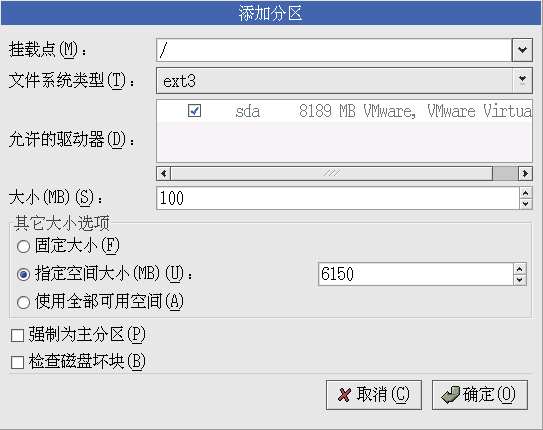 添加分区
挂载点(M)： /
文件系统类型(T)： ext3
sda 8189 MB VMware, VMware Virtua
允许的驱动器(D)：
大小(MB)(S)： 100
其它大小选项
固定大小(F)
指定空间大小(MB)(U)： 6150
使用全部可用空间(A)
强制为主分区(P)
检查磁盘坏块(B)
取消(C) 确定(O)